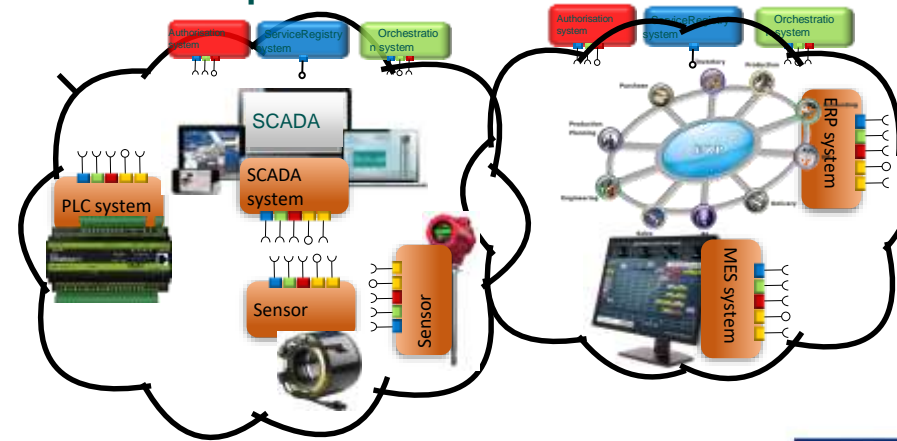 Authorisation
system
ServiceRegistry
system
Orchestratio
n system
Authorisation
system
ServiceRegistry
system
Orchestratio
n system
SCADA
SCADA
system
PLC system
Sensor
Sensor
Production
Purchase
Production
Planning
Engineering
Sales
Delivery
ERP
ERP system
MES system